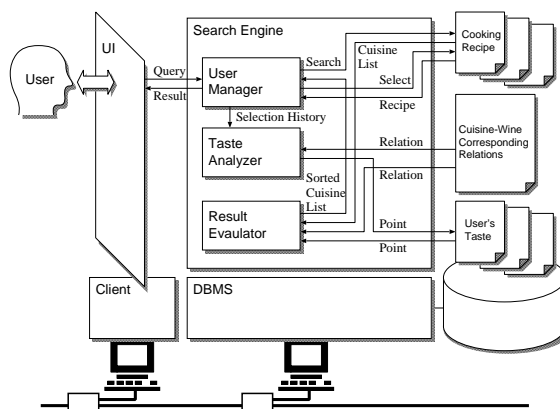 UI
Search Engine
Cooking
Recipe
User
Query
Result
User
Manager
Search
Cuisine
List
Select
Recipe
Selection History
Taste
Analyzer
Relation
Relation
Cuisine-Wine
Corresponding
Relations
Sorted
Cuisine
List
Result
Evaulator
Point
Point
User's
Taste
Client
DBMS